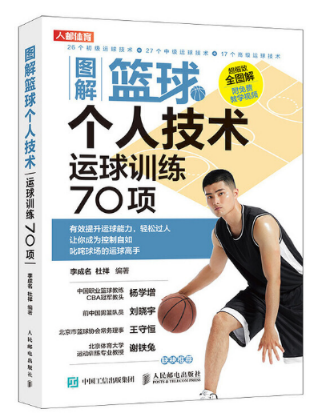 人邮体育
26个初级运球技术 + 27个中级运球技术 + 17个高级运球技术
图解
篮球
个人技术
运球训练
70项
超细致
全图解
附免费
教学视频
有效提升运球能力，轻松过人
让你成为控制自如
叱咤球场的运球高手
李成名 杜禅 编著
中国职业篮球教练
CBA冠军教头
杨学增
前中国男篮队员
刘晓宇
北京市篮球协会常务理事
王守恒
北京体育大学
运动训练专业教授
谢铁兔
联袂推荐
中国工信出版集团
人民邮电出版社
POSTS & TELECOM PRESS
图解篮球个人技术
运球训练70项
李成名 杜禅 编著
人民邮电出版社